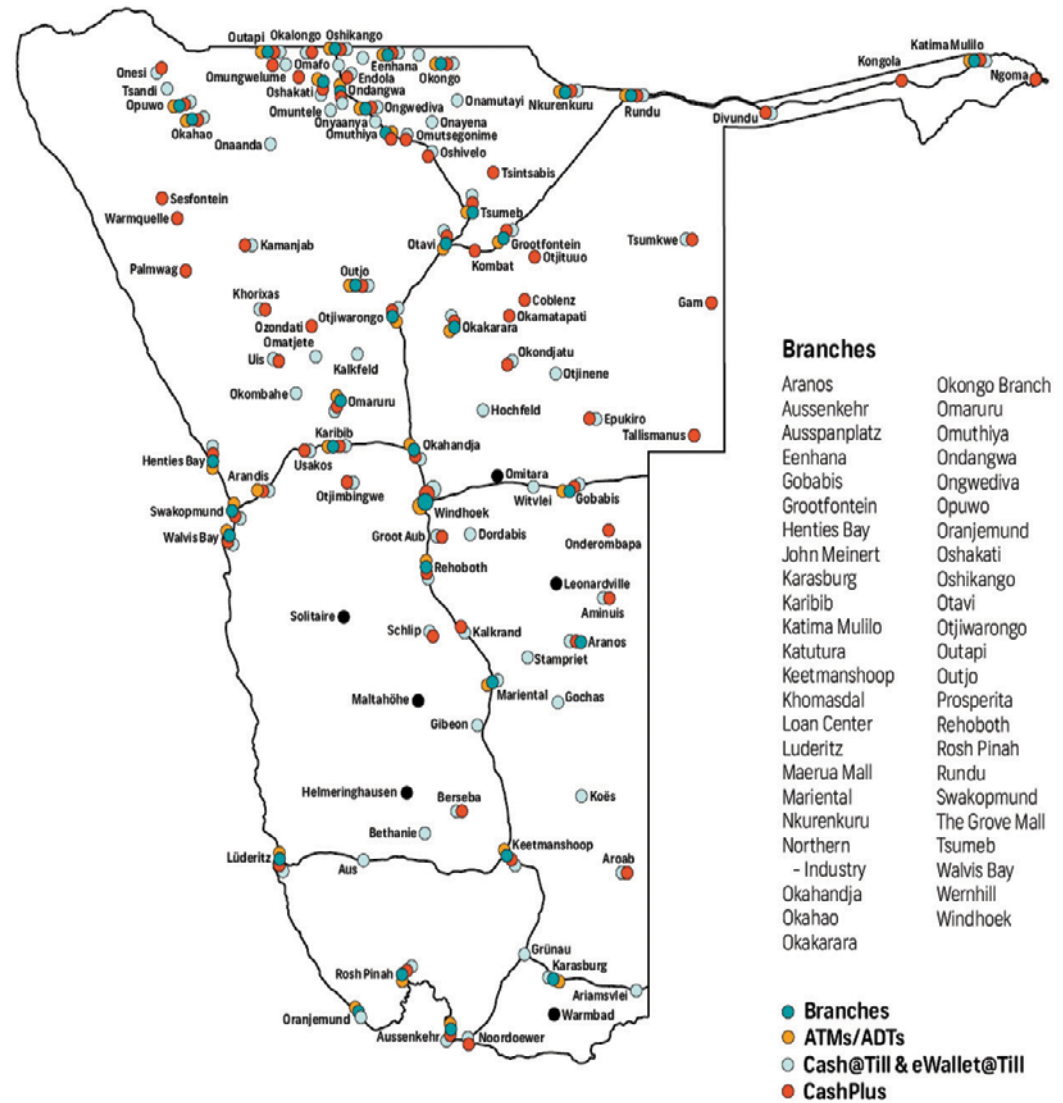 Outapi
Okalongo
Oshikango
Katima Mulilo
Onesi
Omafo
Eenhana
Kongola
Ngoma
Tsandi
Omungwelume
Endola
Okongo
Opuwo
Oshakati
Ondangwa
Nkurenkuru
Rundu
Divundu
Okahao
Omuntele
Ongwediva
Onamutayi
Onyaanya
Onayena
Onaanda
Omuthiya
Omutsegonime
Oshivelo
Tsintsabis
Sesfontein
Warmquelle
Tsumeb
Kamanjab
Otavi
Grootfontein
Tsumkwe
Kombat
Otjituuo
Palmwag
Outjo
Khorixas
Coblenz
Gam
Ozondati
Otjiwarongo
Okakarara
Okamatapati
Omatjete
Uis
Kalkfeld
Okondjatu
Otjinene
Okombahe
Omaruru
Hochfeld
Epukiro
Tallismanus
Karibib
Okahandja
Henties Bay
Usakos
Arandis
Otjimbingwe
Omitara
Witvlei
Gobabis
Swakopmund
Windhoek
Walvis Bay
Groot Aub
Dordabis
Onderombapa
Rehoboth
Leonardville
Aminuis
Solitaire
Schlip
Kalkrand
Aranos
Stampriet
Maltahöhe
Mariental
Gochas
Gibeon
Helmeringhausen
Berseba
Koës
Bethanie
Keetmanshoop
Lüderitz
Aus
Aroab
Grünau
Rosh Pinah
Karasburg
Ariamsvlei
Oranjemund
Warmbad
Aussenkehr
Noordoewer
Branches
Aranos
Aussenkehr
Ausspanplatz
Eenhana
Gobabis
Grootfontein
Henties Bay
John Meinert
Karasburg
Karibib
Katima Mulilo
Katutura
Keetmanshoop
Khomasdal
Loan Center
Luderitz
Maerua Mall
Mariental
Nkurenkuru
Northern
- Industry
Okahandja
Okahao
Okakarara
Okongo Branch
Omaruru
Omuthiya
Ondangwa
Ongwediva
Opuwo
Oranjemund
Oshakati
Oshikango
Otavi
Otjiwarongo
Outapi
Outjo
Prosperita
Rehoboth
Rosh Pinah
Rundu
Swakopmund
The Grove Mall
Tsumeb
Walvis Bay
Wernhill
Windhoek
Branches
ATMs/ADTs
Cash@Till & eWallet@Till
CashPlus